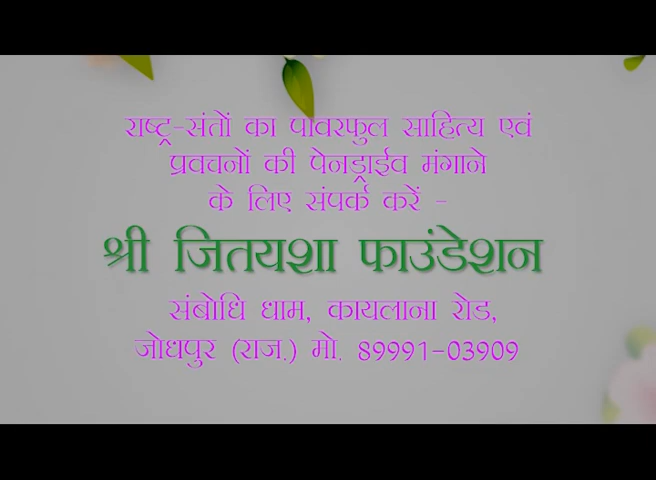 राष्ट्र-संतों का पावरफुल साहित्य एवं
प्रवचनों की पेनड्राईव मंगाने
के लिए संपर्क करें -
श्री जितयशा फाउंडेशन
संबोधि धाम, कायलाना रोड,
जोधपुर (राज.) मो. 89991-03909